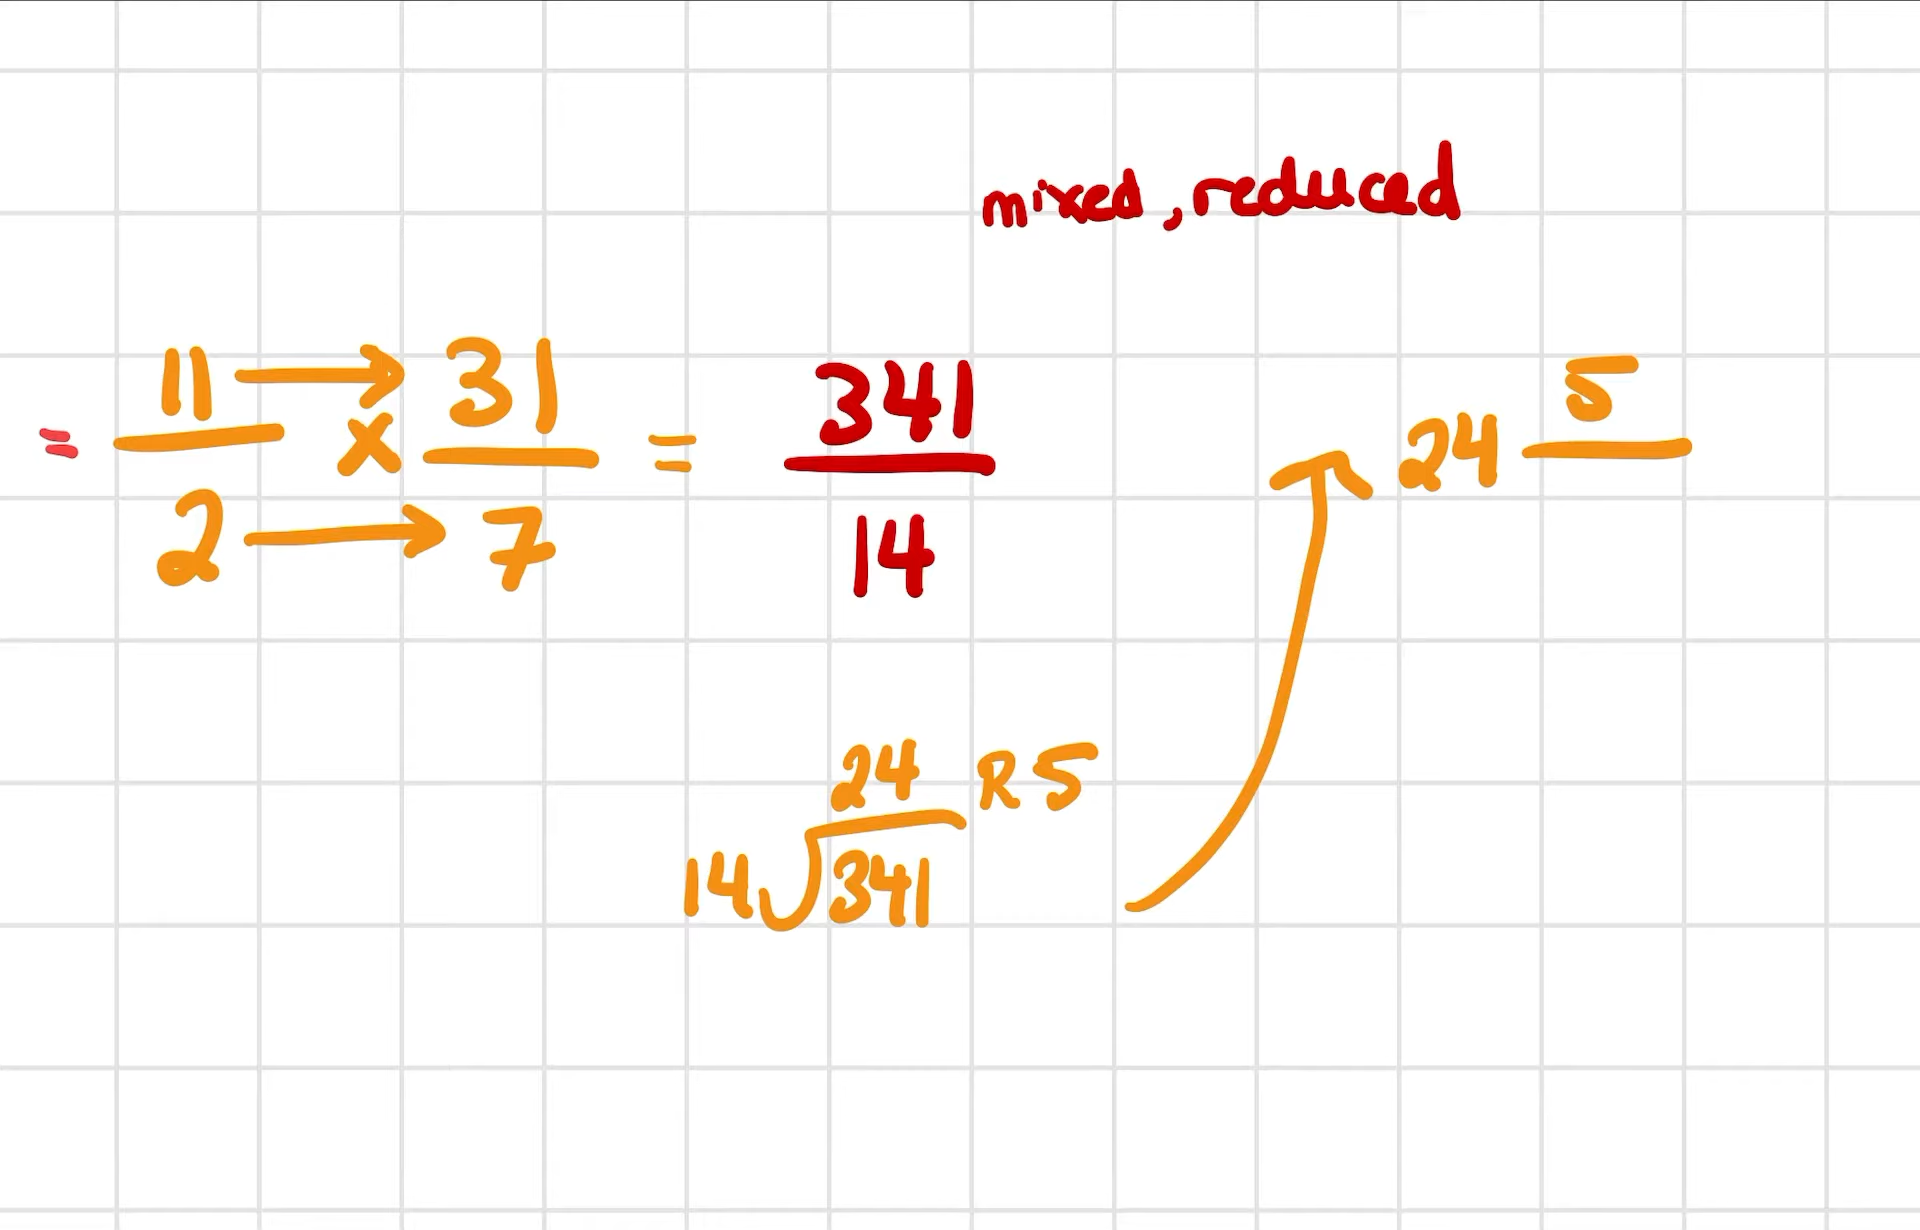 mixed, reduced
= 11/2 → x → 31/7 = 341/14
24 5/
24 R5
14√341